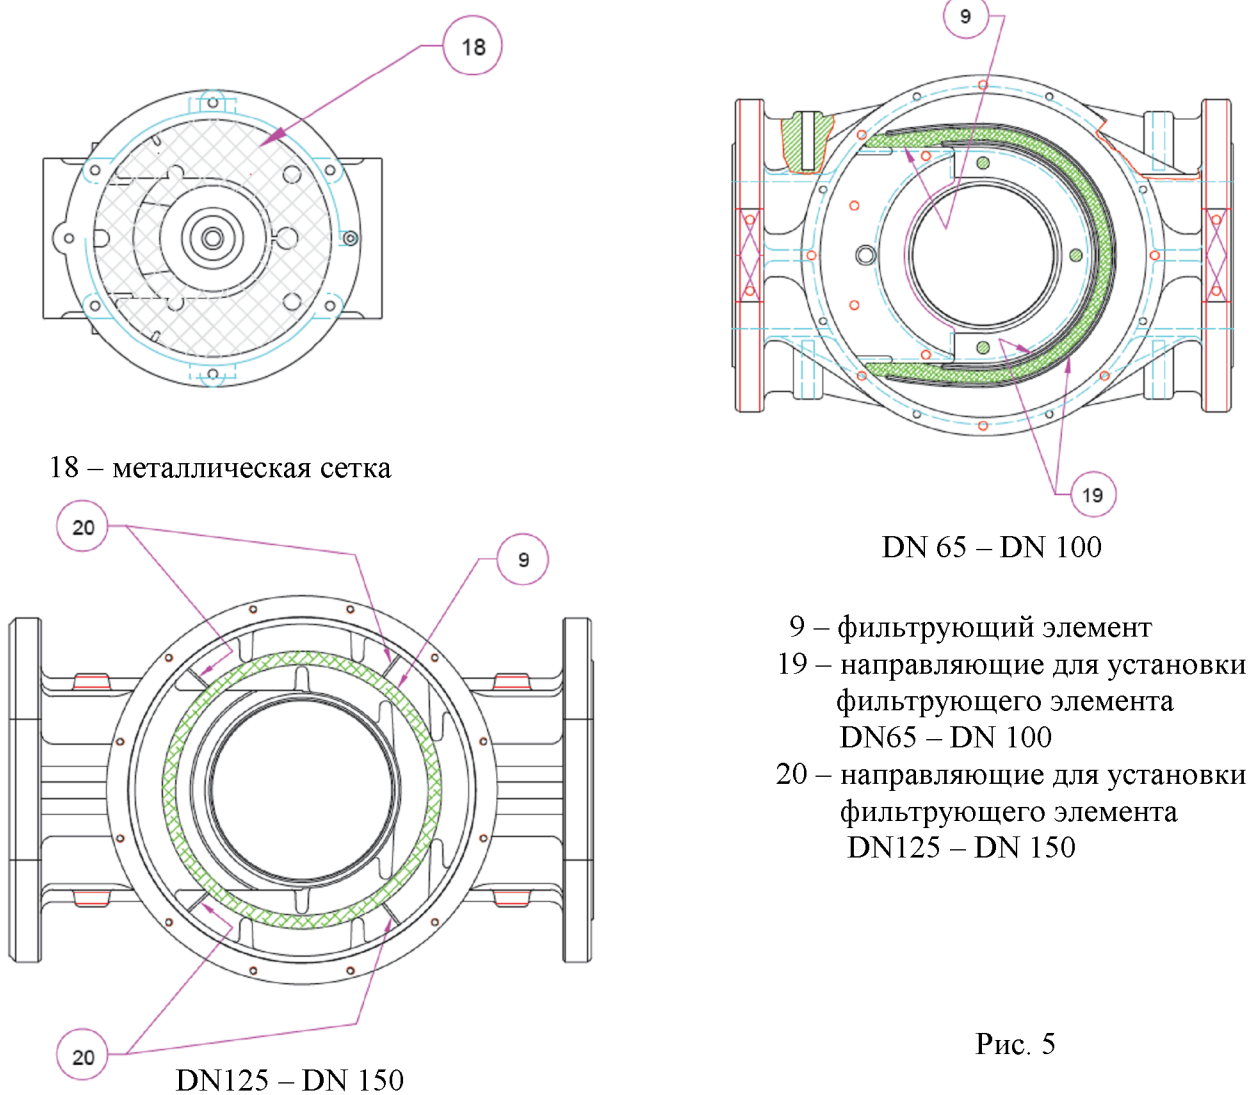 18
9
18 – металлическая сетка
20
9
19
DN 65 – DN 100
9 – фильтрующий элемент
19 – направляющие для установки
фильтрующего элемента
DN65 – DN 100
20 – направляющие для установки
фильтрующего элемента
DN125 – DN 150
20
DN125 – DN 150
Рис. 5